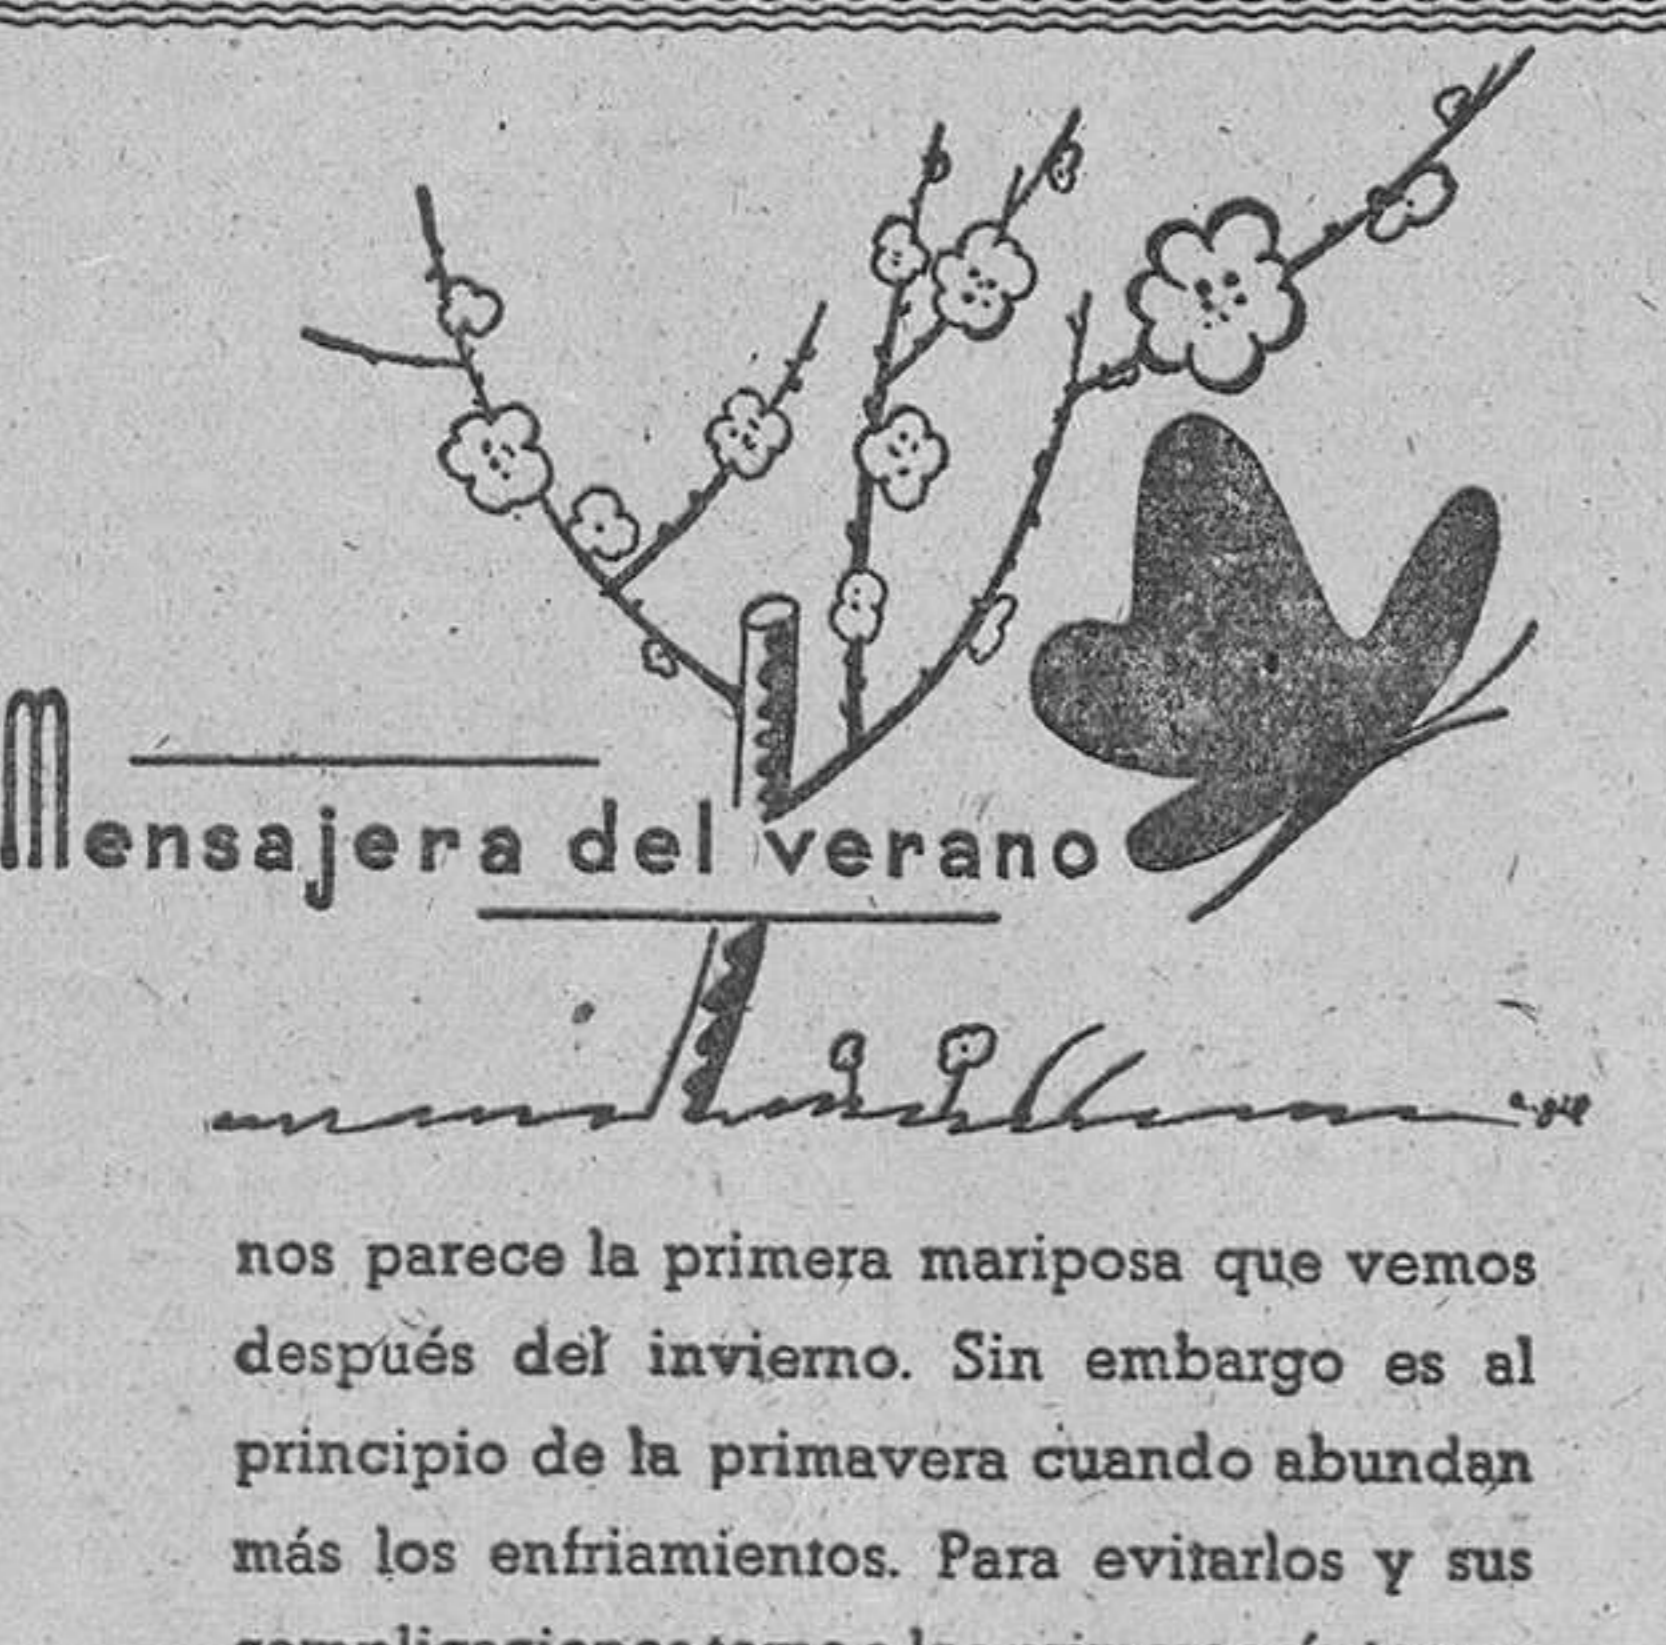 Mensajera del verano
nos parece la primera mariposa que vemos
después del invierno. Sin embargo es al
principio de la primavera cuando abundan
más los enfriamientos. Para evitarlos y sus